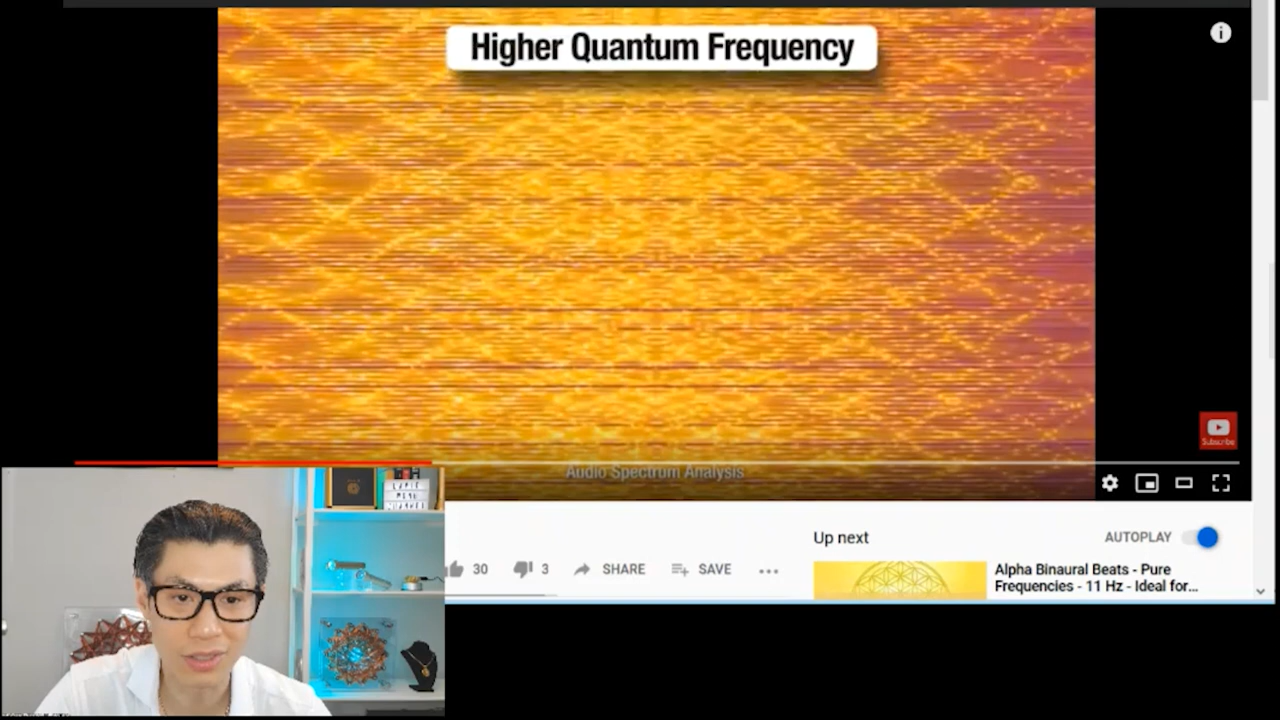 Higher Quantum Frequency
Subscribe
Audio Spectrum Analysis
30
3
SHARE
SAVE
Up next
AUTOPLAY
Alpha Binaural Beats - Pure
Frequencies - 11 Hz - Ideal for...